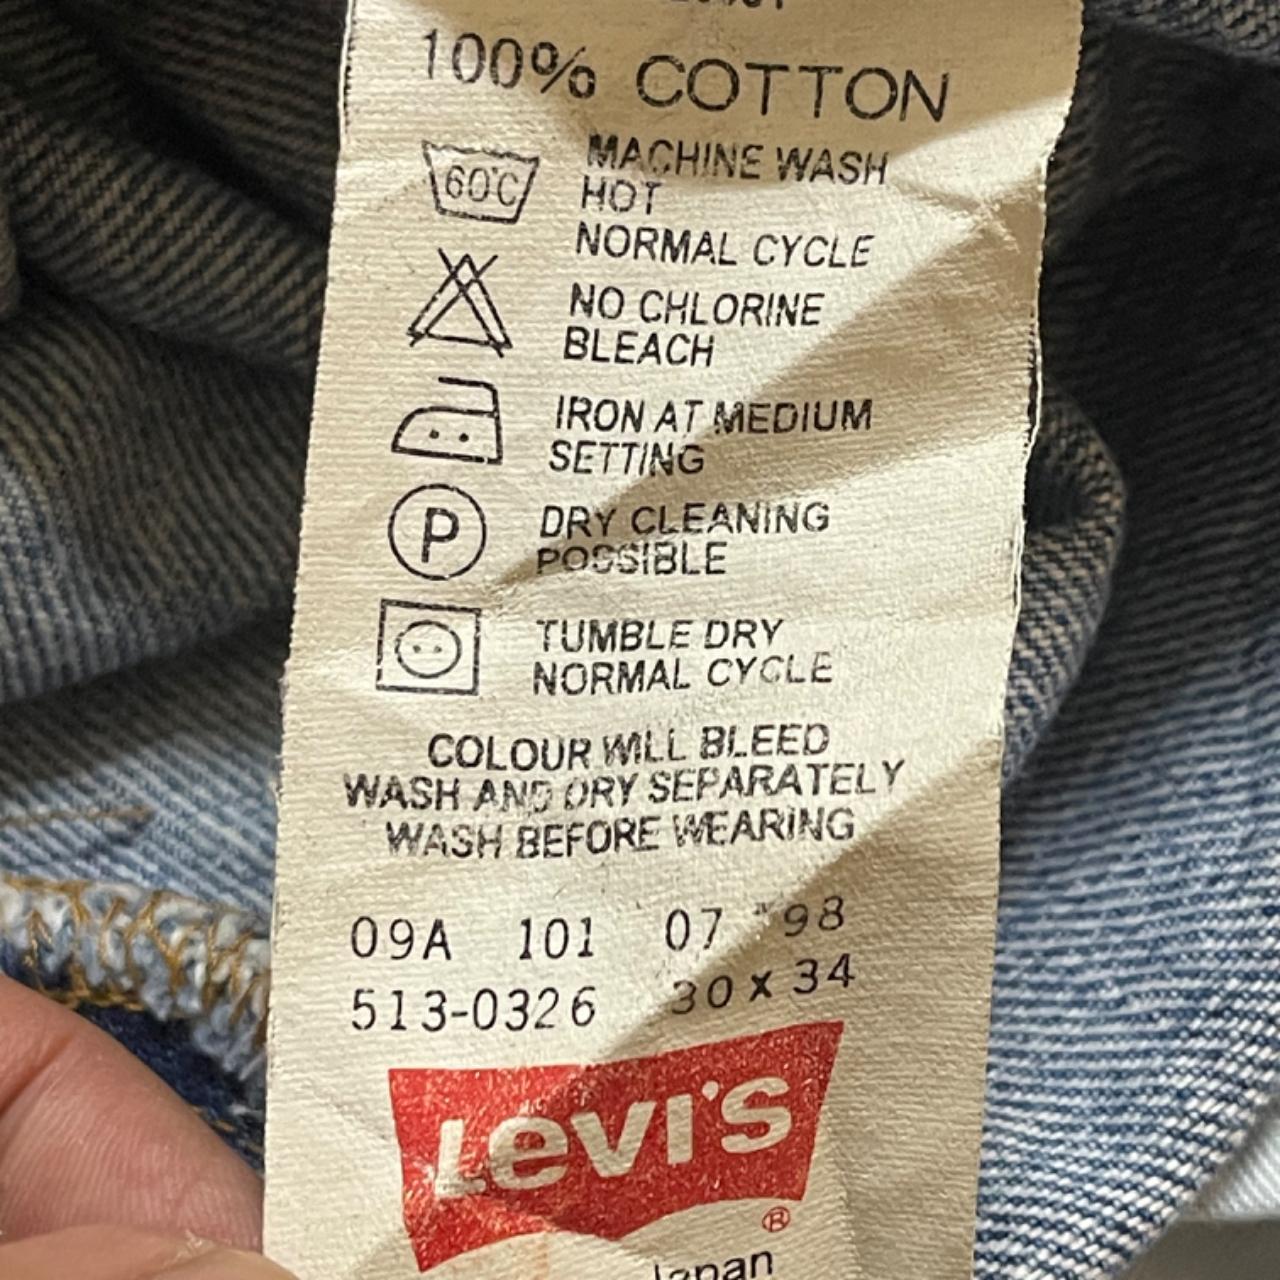 100% COTTON
60°C
MACHINE WASH
HOT
NORMAL CYCLE
NO CHLORINE
BLEACH
IRON AT MEDIUM
SETTING
P
DRY CLEANING
POSSIBLE
TUMBLE DRY
NORMAL CYCLE
COLOUR WILL BLEED
WASH AND DRY SEPARATELY
WASH BEFORE WEARING
09A 101 07 '98
513-0326 30 x 34
LEVI'S
®
Japan